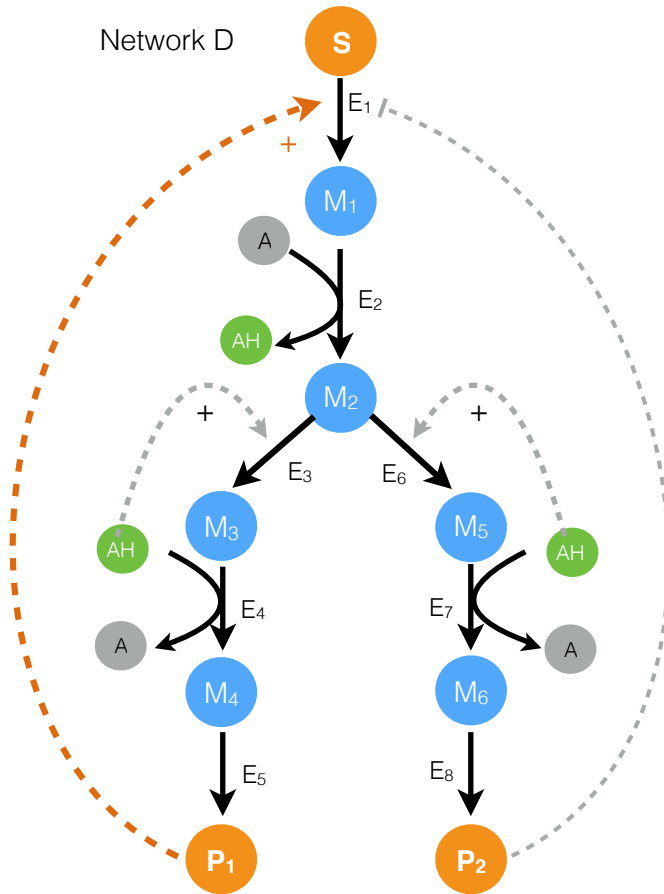 Network D
S
E₁
+
M₁
A
E₂
AH
M₂
+
+
E₃
E₆
M₃
M₅
AH
AH
E₄
E₇
A
A
M₄
M₆
E₅
E₈
P₁
P₂